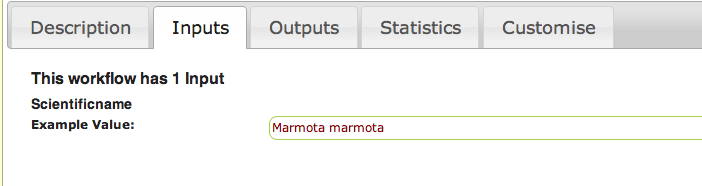 Description Inputs Outputs Statistics Customise
This workflow has 1 Input
Scientificname
Example Value: Marmota marmota